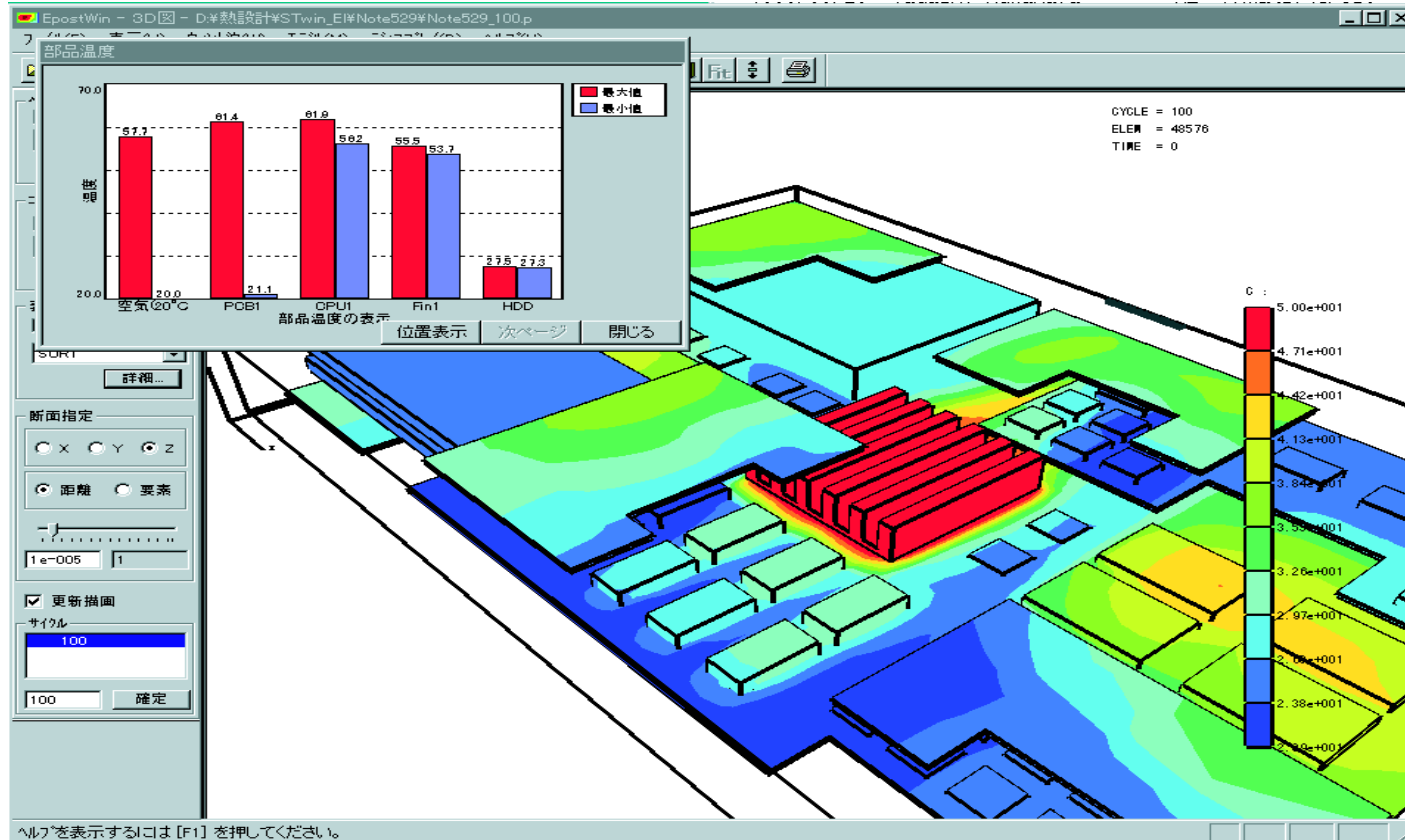 EpostWin - 3D図 - D:¥熱設計¥STwin_El¥Note529¥Note529_100.p
部品温度
70.0
温度
20.0
57.7
20.0
61.4
21.1
61.9
55.5
53.7
27.5
27.3
最大値
最小値
空気@20°C
PCB1
CPU1
Fin1
HDD
部品温度の表示
位置表示
次ページ
閉じる
Fit
CYCLE = 100
ELEM = 48576
TIME = 0
SURT
詳細...
断面指定
X
Y
Z
距離
要素
1e-005
1
更新描画
サイクル
100
100
確定
C :
5.00e+001
4.71e+001
4.42e+001
4.13e+001
3.84e+001
3.26e+001
2.97e+001
2.38e+001
ヘルプを表示するには [F1] を押してください。